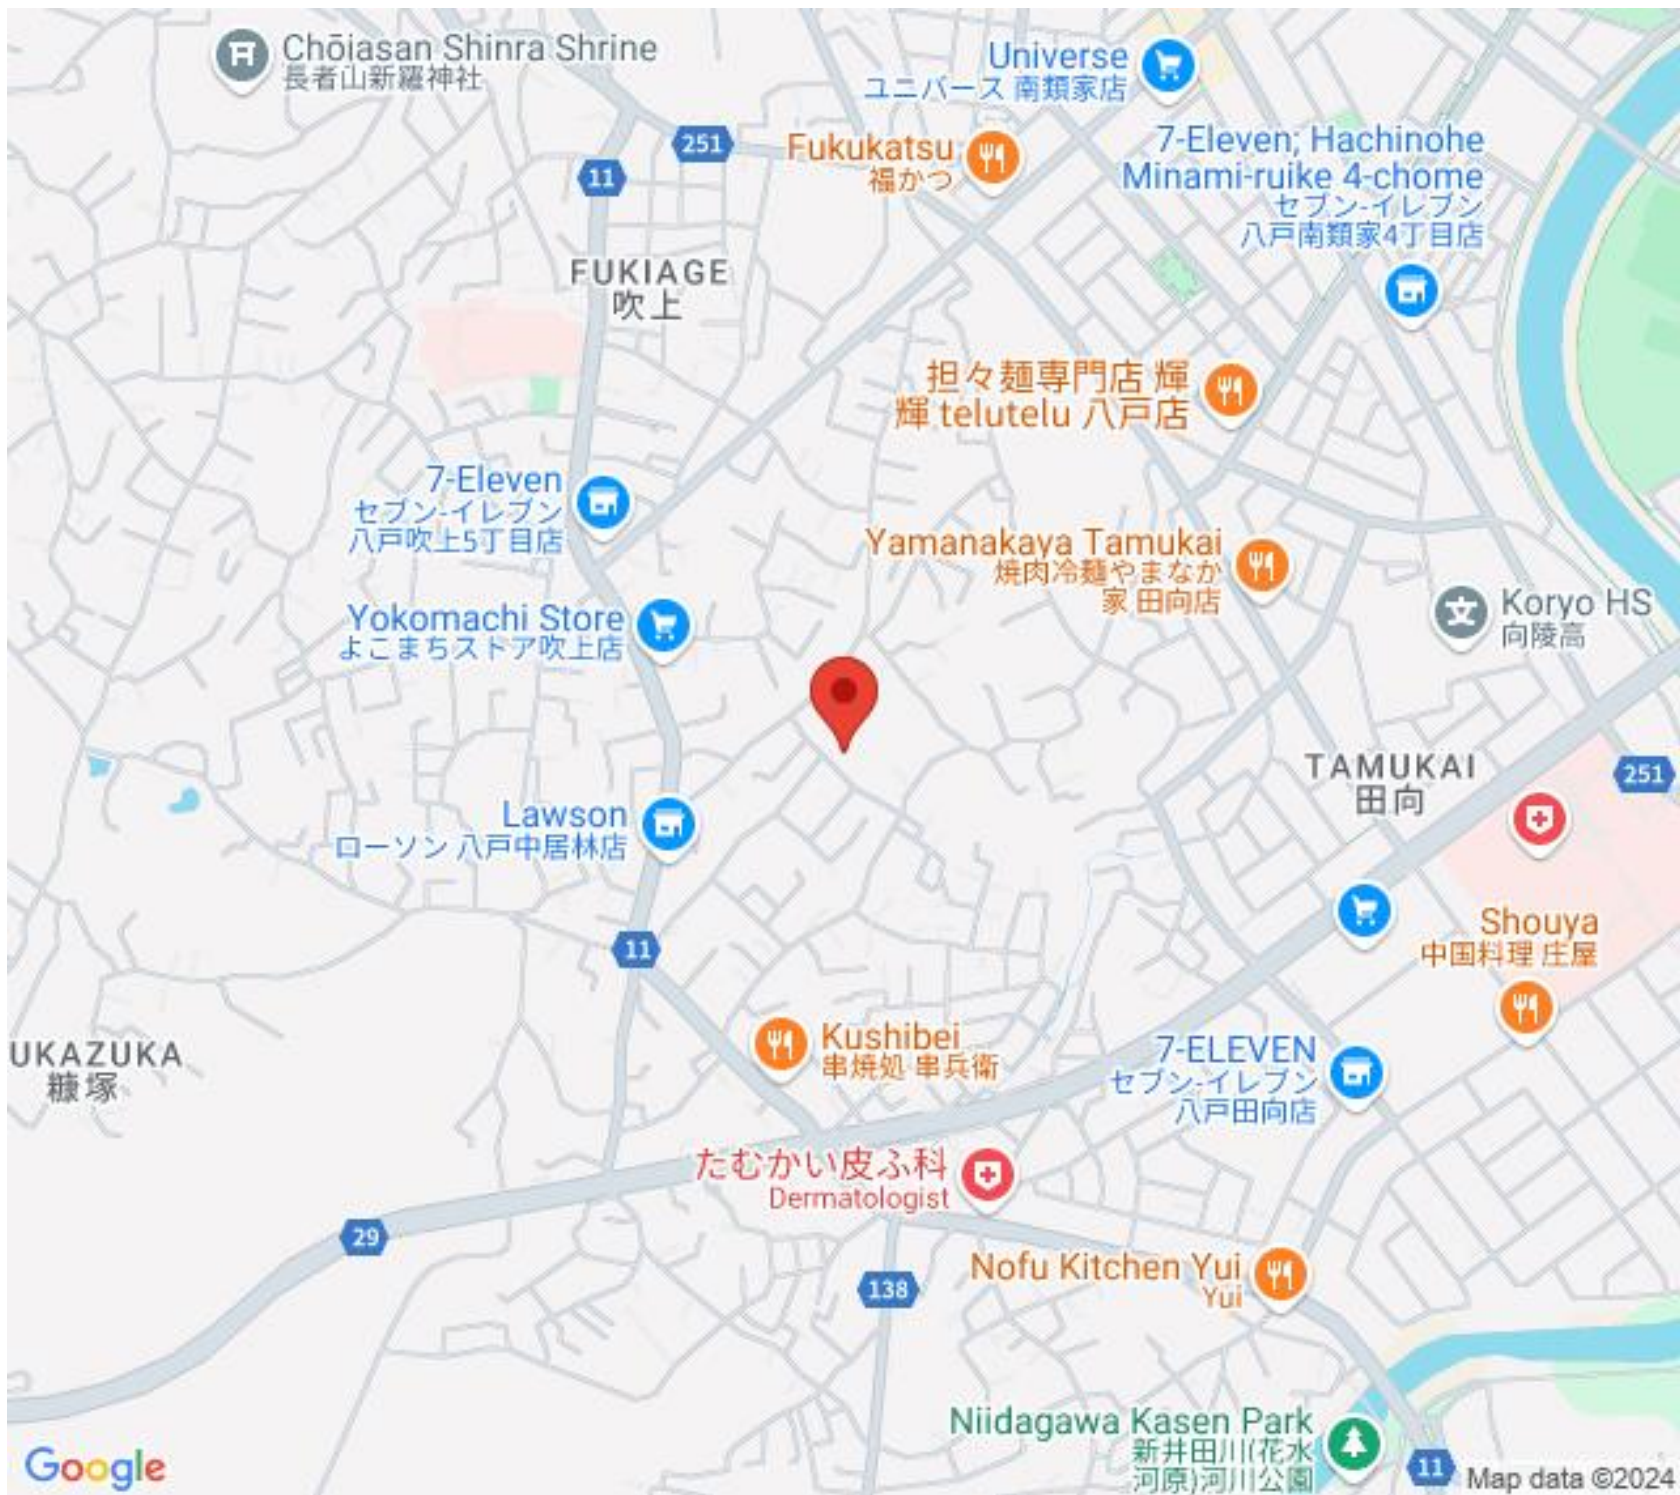 Chōjasan Shinra Shrine
長者山新羅神社
Universe
ユニバース 南類家店
251
Fukukatsu
福かつ
11
7-Eleven; Hachinohe
Minami-ruike 4-chome
セブン-イレブン
八戸南類家4丁目店
FUKIAGE
吹上
担々麺専門店 輝
輝 telutelu 八戸店
7-Eleven
セブン-イレブン
八戸吹上5丁目店
Yamanakaya Tamukai
焼肉冷麺やまなか
家 田向店
Koryo HS
向陵高
Yokomachi Store
よこまちストア吹上店
TAMUKAI
田向
251
Lawson
ローソン 八戸中居林店
Shouya
中国料理 庄屋
11
UKAZUKA
糠塚
Kushibei
串焼処 串兵衛
7-ELEVEN
セブン-イレブン
八戸田向店
たむかい皮ふ科
Dermatologist
29
Nofu Kitchen Yui
Yui
138
Niidagawa Kasen Park
新井田川(花水
河原)河川公園
11
Google
Map data ©2024